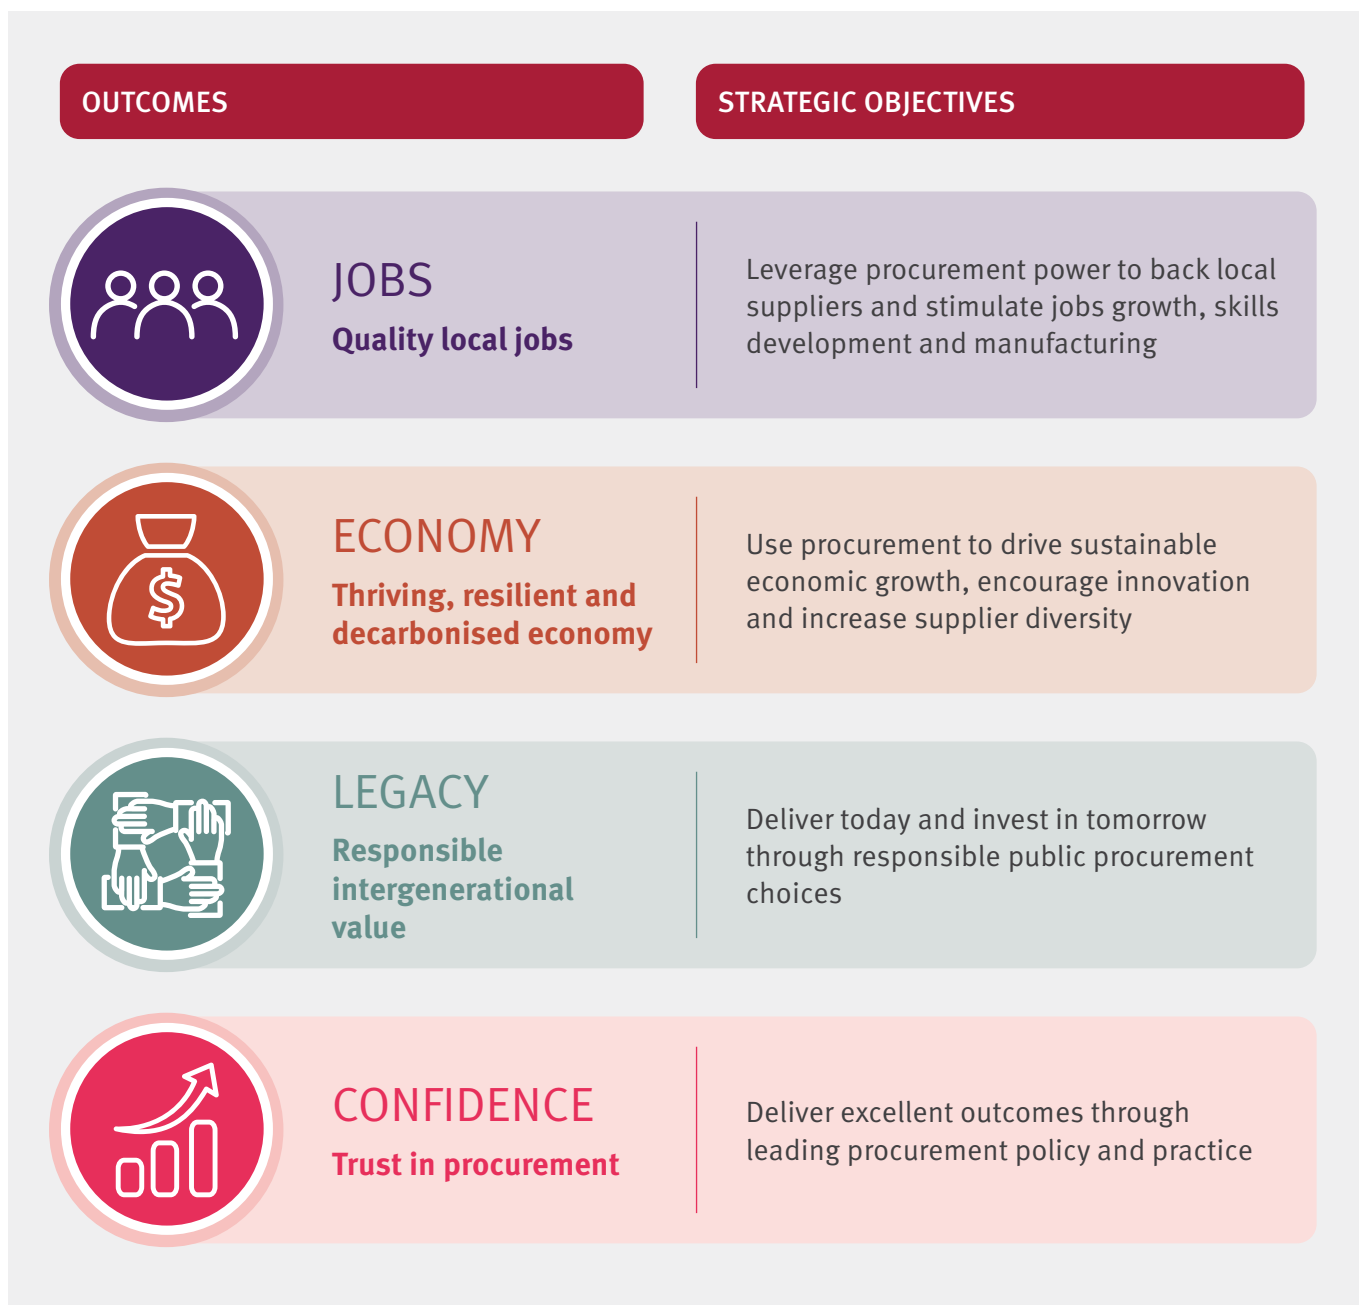 OUTCOMES
STRATEGIC OBJECTIVES
JOBS
Quality local jobs
Leverage procurement power to back local
suppliers and stimulate jobs growth, skills
development and manufacturing
$
ECONOMY
Thriving, resilient and
decarbonised economy
Use procurement to drive sustainable
economic growth, encourage innovation
and increase supplier diversity
LEGACY
Responsible
intergenerational
value
Deliver today and invest in tomorrow
through responsible public procurement
choices
CONFIDENCE
Trust in procurement
Deliver excellent outcomes through
leading procurement policy and practice